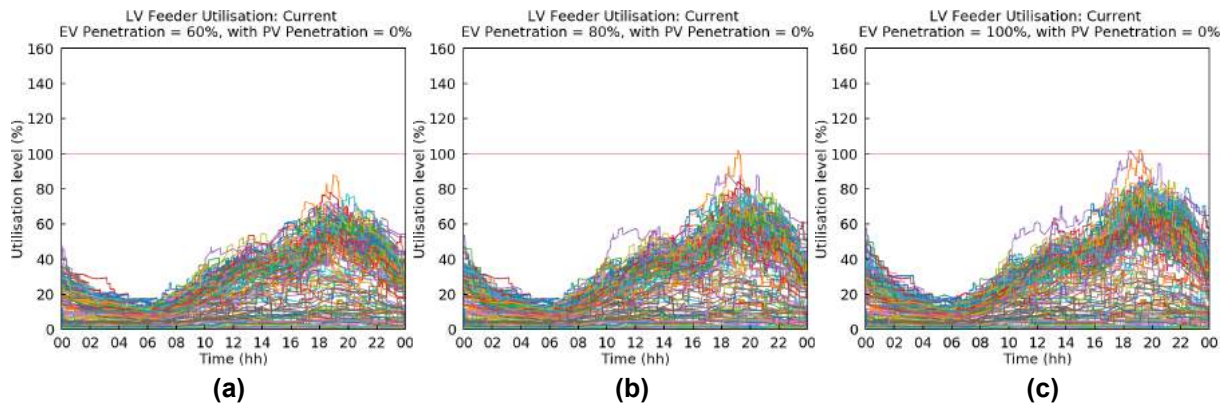 LV Feeder Utilisation: Current
EV Penetration = 60%, with PV Penetration = 0%
160
140
120
100
80
60
40
20
0
Utilisation level (%)
00 02 04 06 08 10 12 14 16 18 20 22 00
Time (hh)
(a)
LV Feeder Utilisation: Current
EV Penetration = 80%, with PV Penetration = 0%
160
140
120
100
80
60
40
20
0
Utilisation level (%)
00 02 04 06 08 10 12 14 16 18 20 22 00
Time (hh)
(b)
LV Feeder Utilisation: Current
EV Penetration = 100%, with PV Penetration = 0%
160
140
120
100
80
60
40
20
0
Utilisation level (%)
00 02 04 06 08 10 12 14 16 18 20 22 00
Time (hh)
(c)